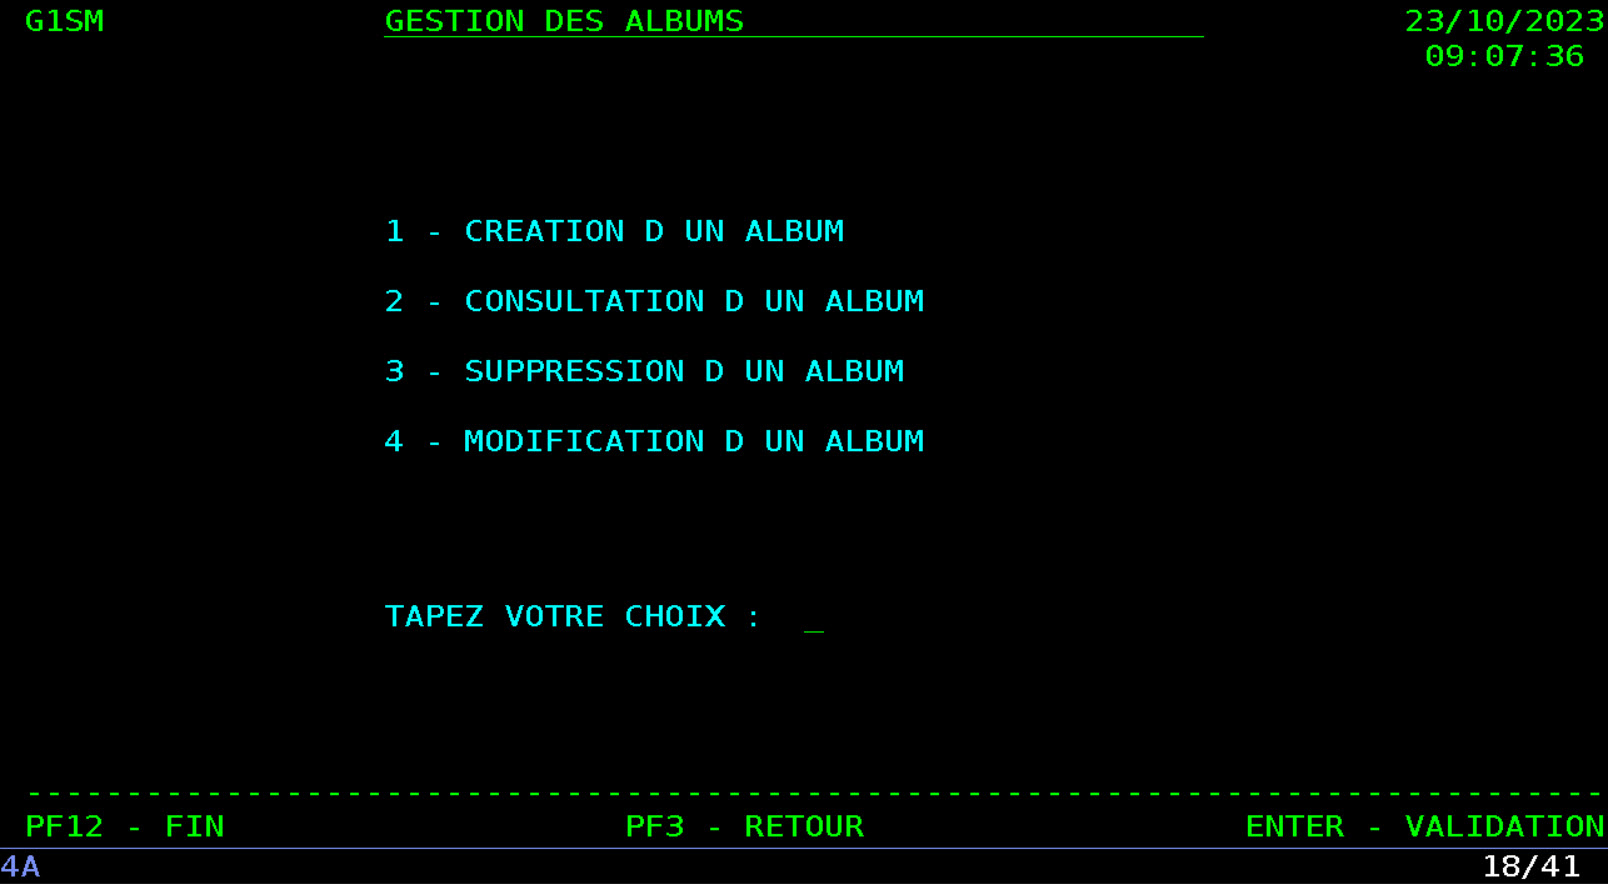 G1SM GESTION DES ALBUMS 23/10/2023
09:07:36
1 - CREATION D UN ALBUM
2 - CONSULTATION D UN ALBUM
3 - SUPPRESSION D UN ALBUM
4 - MODIFICATION D UN ALBUM
TAPEZ VOTRE CHOIX : _
-------------------------------------------------------------------------------
PF12 - FIN PF3 - RETOUR ENTER - VALIDATION
4A 18/41